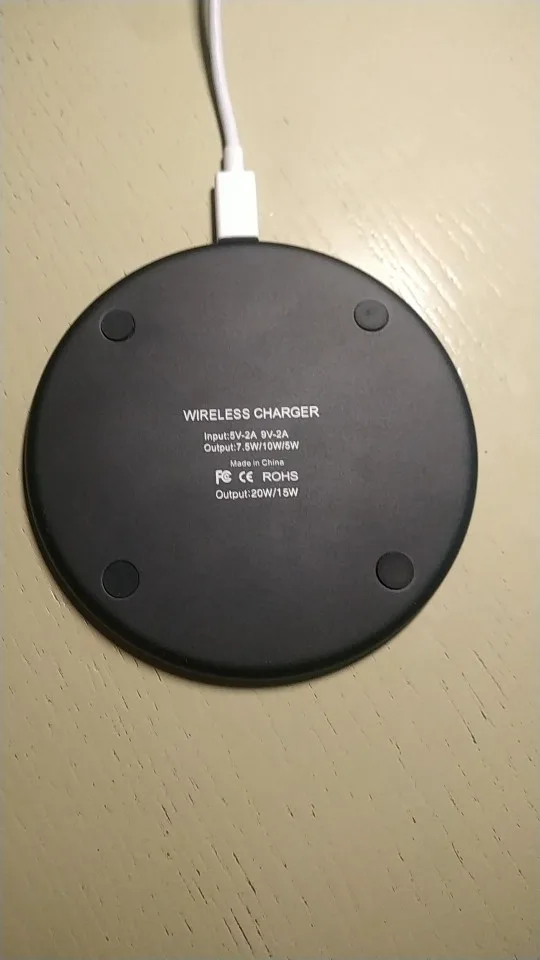 WIRELESS CHARGER
Input:5V-2A 9V-2A
Output:7.5W/10W/5W
Made in China
FC CE ROHS
Output:20W/15W